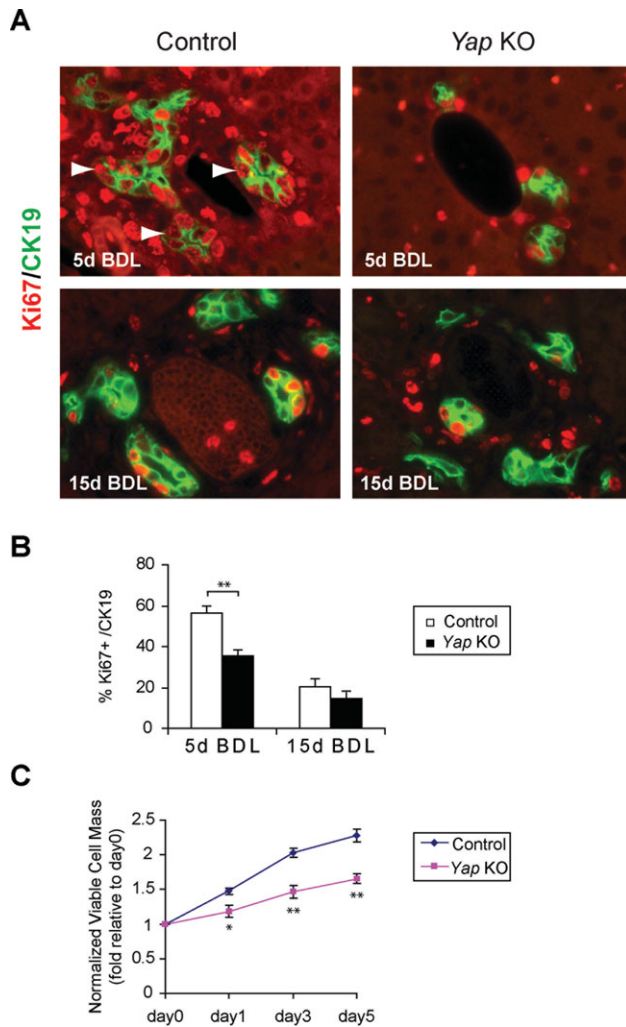 A
Control
Yap KO
Ki67/CK19
5d BDL
5d BDL
15d BDL
15d BDL
B
% Ki67+ /CK19
80
60
40
20
0
**
5d BDL
15d BDL
Control
Yap KO
C
Normalized Viable Cell Mass
(fold relative to day0)
2.5
2
1.5
1
0.5
0
*
**
**
day0
day1
day3
day5
Control
Yap KO